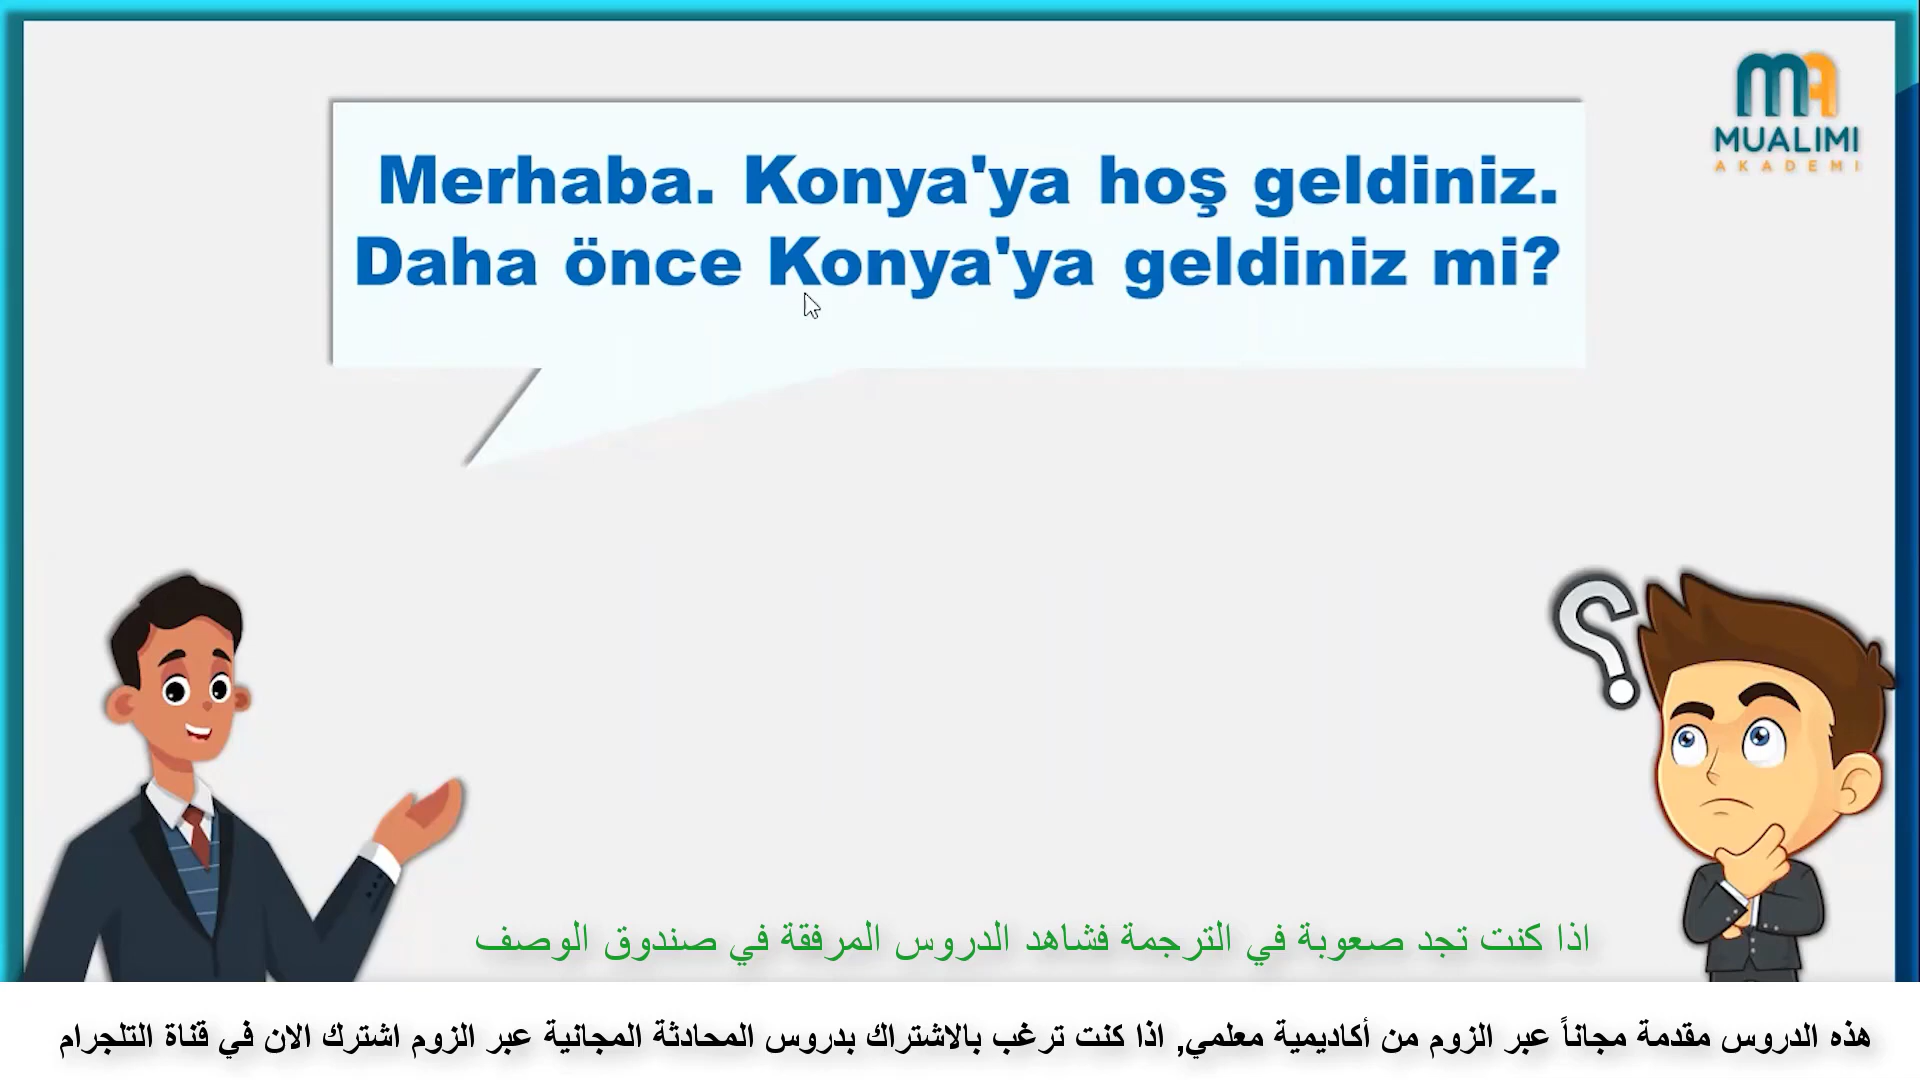 MA
MUALIMI
AKADEMI
Merhaba. Konya'ya hoş geldiniz.
Daha önce Konya'ya geldiniz mi?
؟
اذا كنت تجد صعوبة في الترجمة فشاهد الدروس المرفقة في صندوق الوصف
هذه الدروس مقدمة مجاناً عبر الزوم من أكاديمية معلمي, اذا كنت ترغب بالاشتراك بدروس المحادثة المجانية عبر الزوم اشترك الان في قناة التلجرام